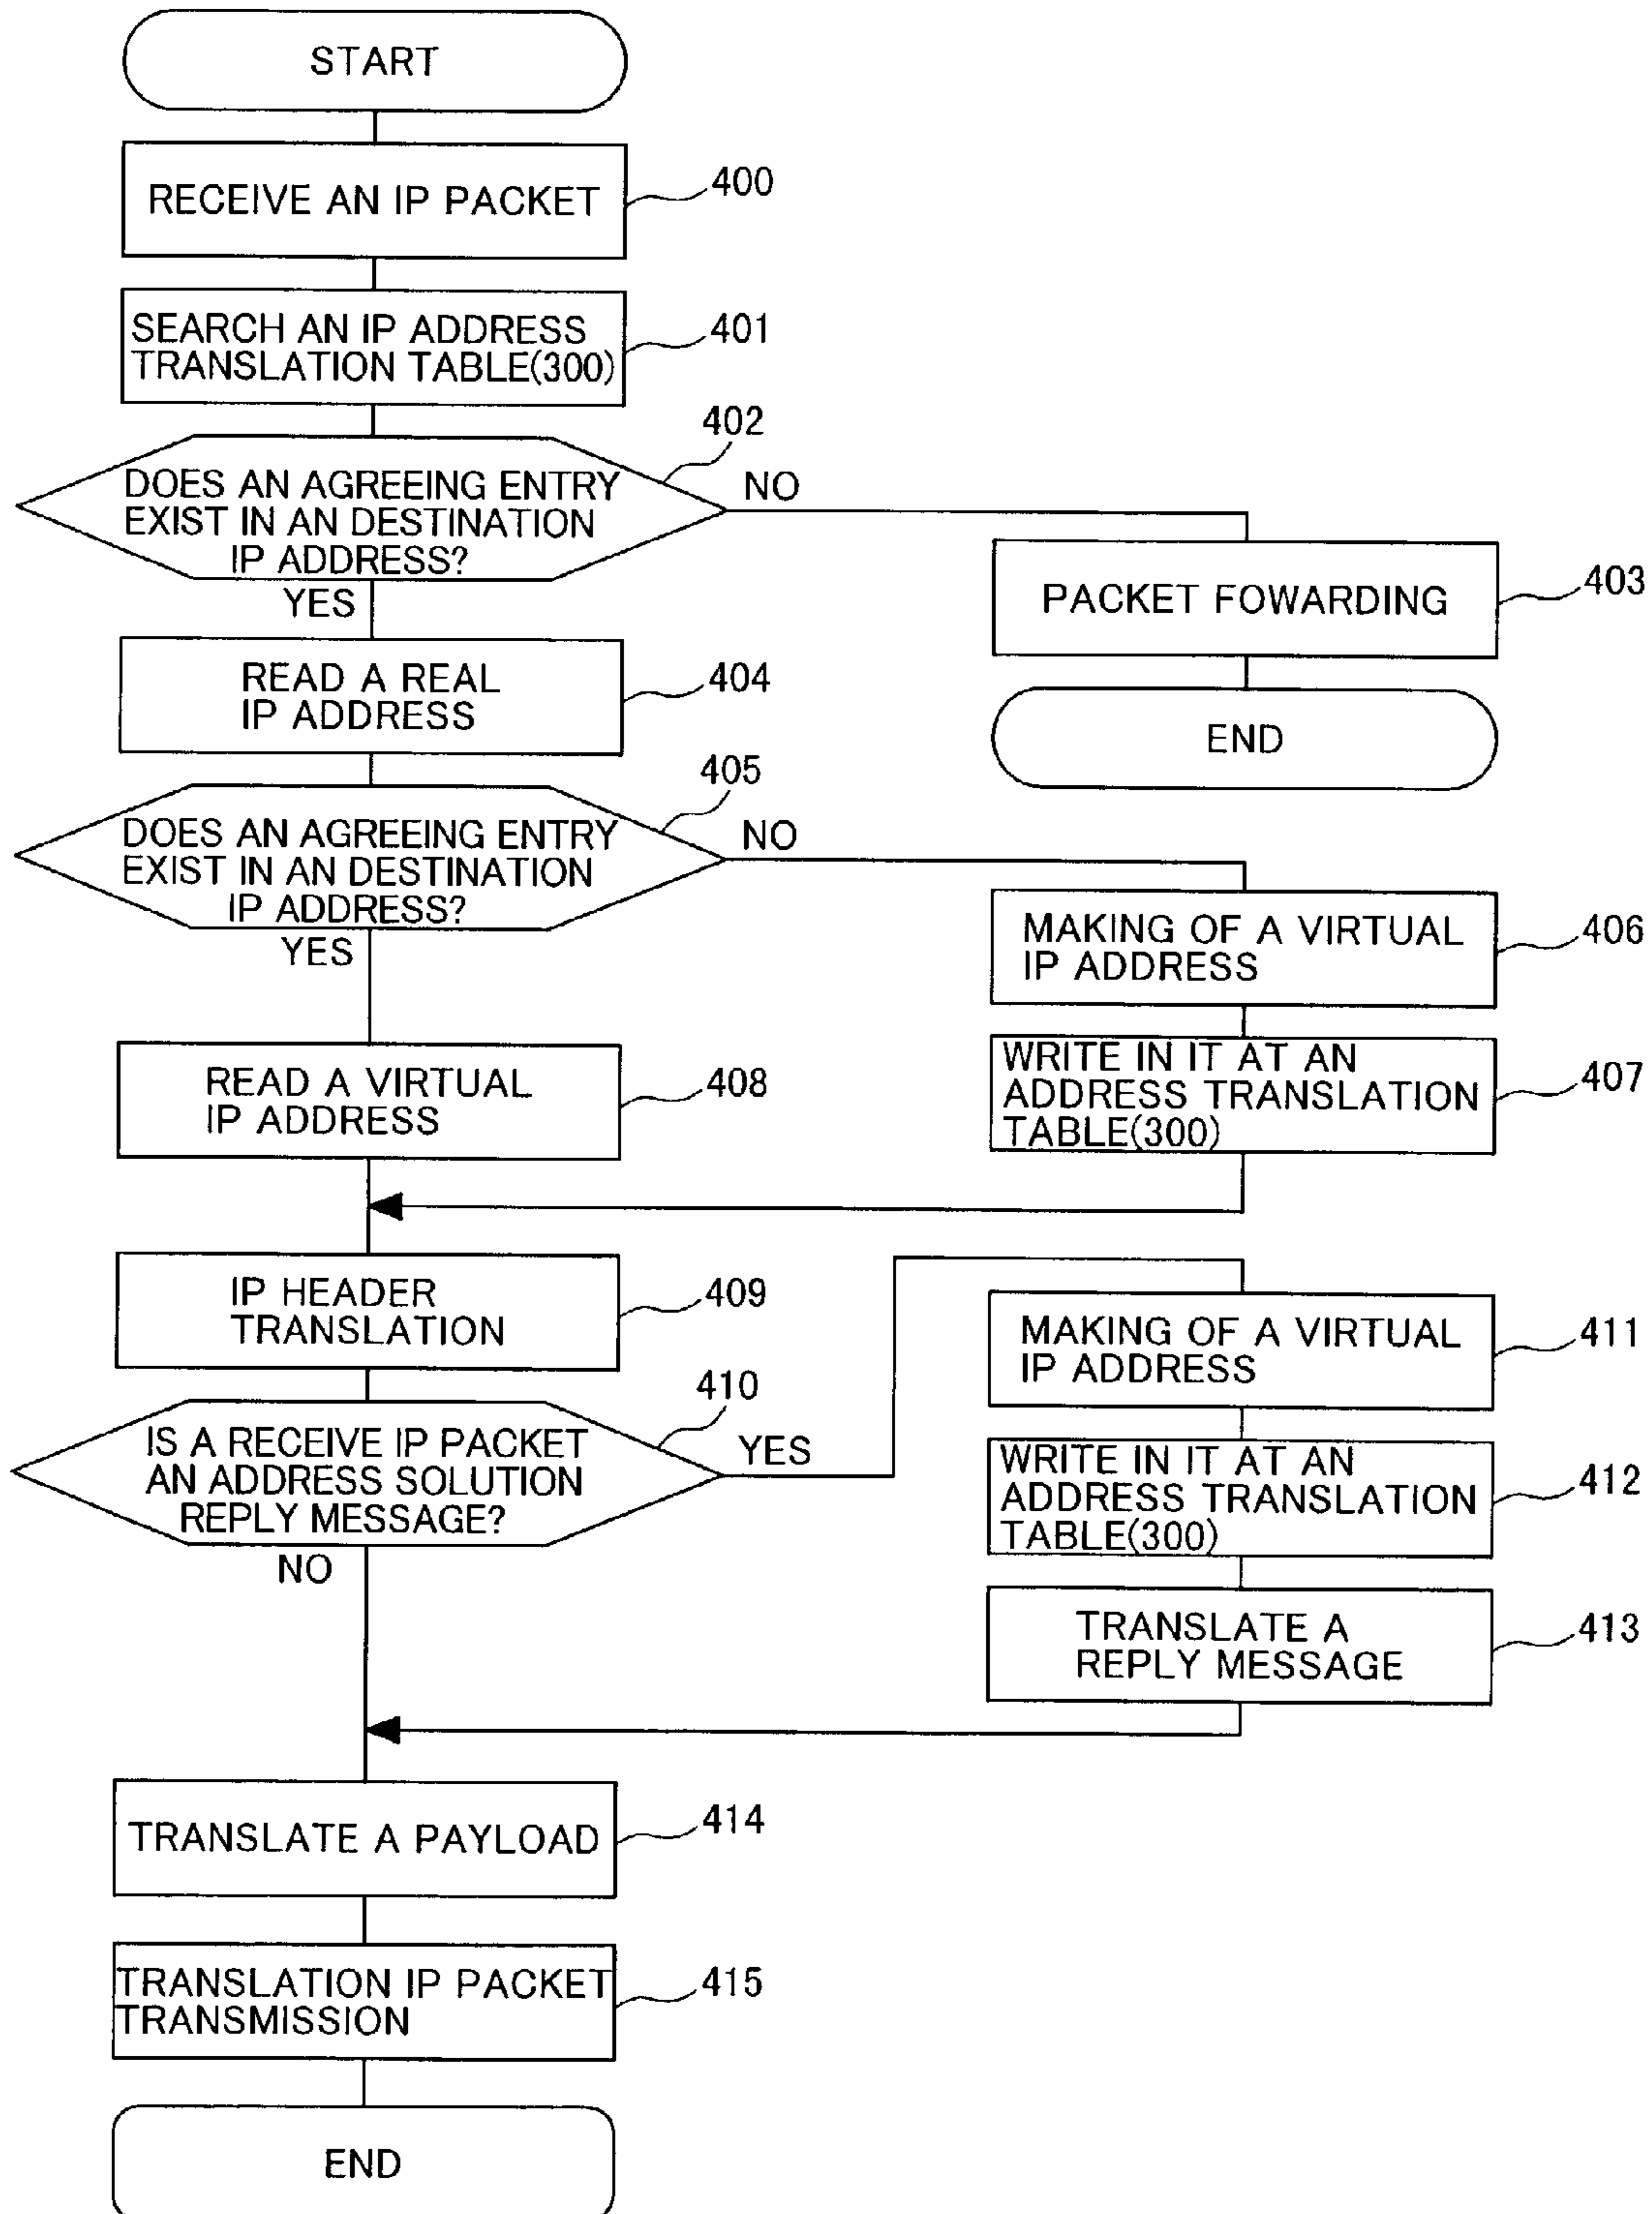 START
RECEIVE AN IP PACKET
400
SEARCH AN IP ADDRESS
TRANSLATION TABLE(300)
401
402
DOES AN AGREEING ENTRY
EXIST IN AN DESTINATION
IP ADDRESS?
NO
YES
PACKET FOWARDING
403
END
READ A REAL
IP ADDRESS
404
405
DOES AN AGREEING ENTRY
EXIST IN AN DESTINATION
IP ADDRESS?
NO
YES
MAKING OF A VIRTUAL
IP ADDRESS
406
WRITE IN IT AT AN
ADDRESS TRANSLATION
TABLE(300)
407
READ A VIRTUAL
IP ADDRESS
408
IP HEADER
TRANSLATION
409
410
IS A RECEIVE IP PACKET
AN ADDRESS SOLUTION
REPLY MESSAGE?
YES
NO
MAKING OF A VIRTUAL
IP ADDRESS
411
WRITE IN IT AT AN
ADDRESS TRANSLATION
TABLE(300)
412
TRANSLATE A
REPLY MESSAGE
413
TRANSLATE A PAYLOAD
414
TRANSLATION IP PACKET
TRANSMISSION
415
END